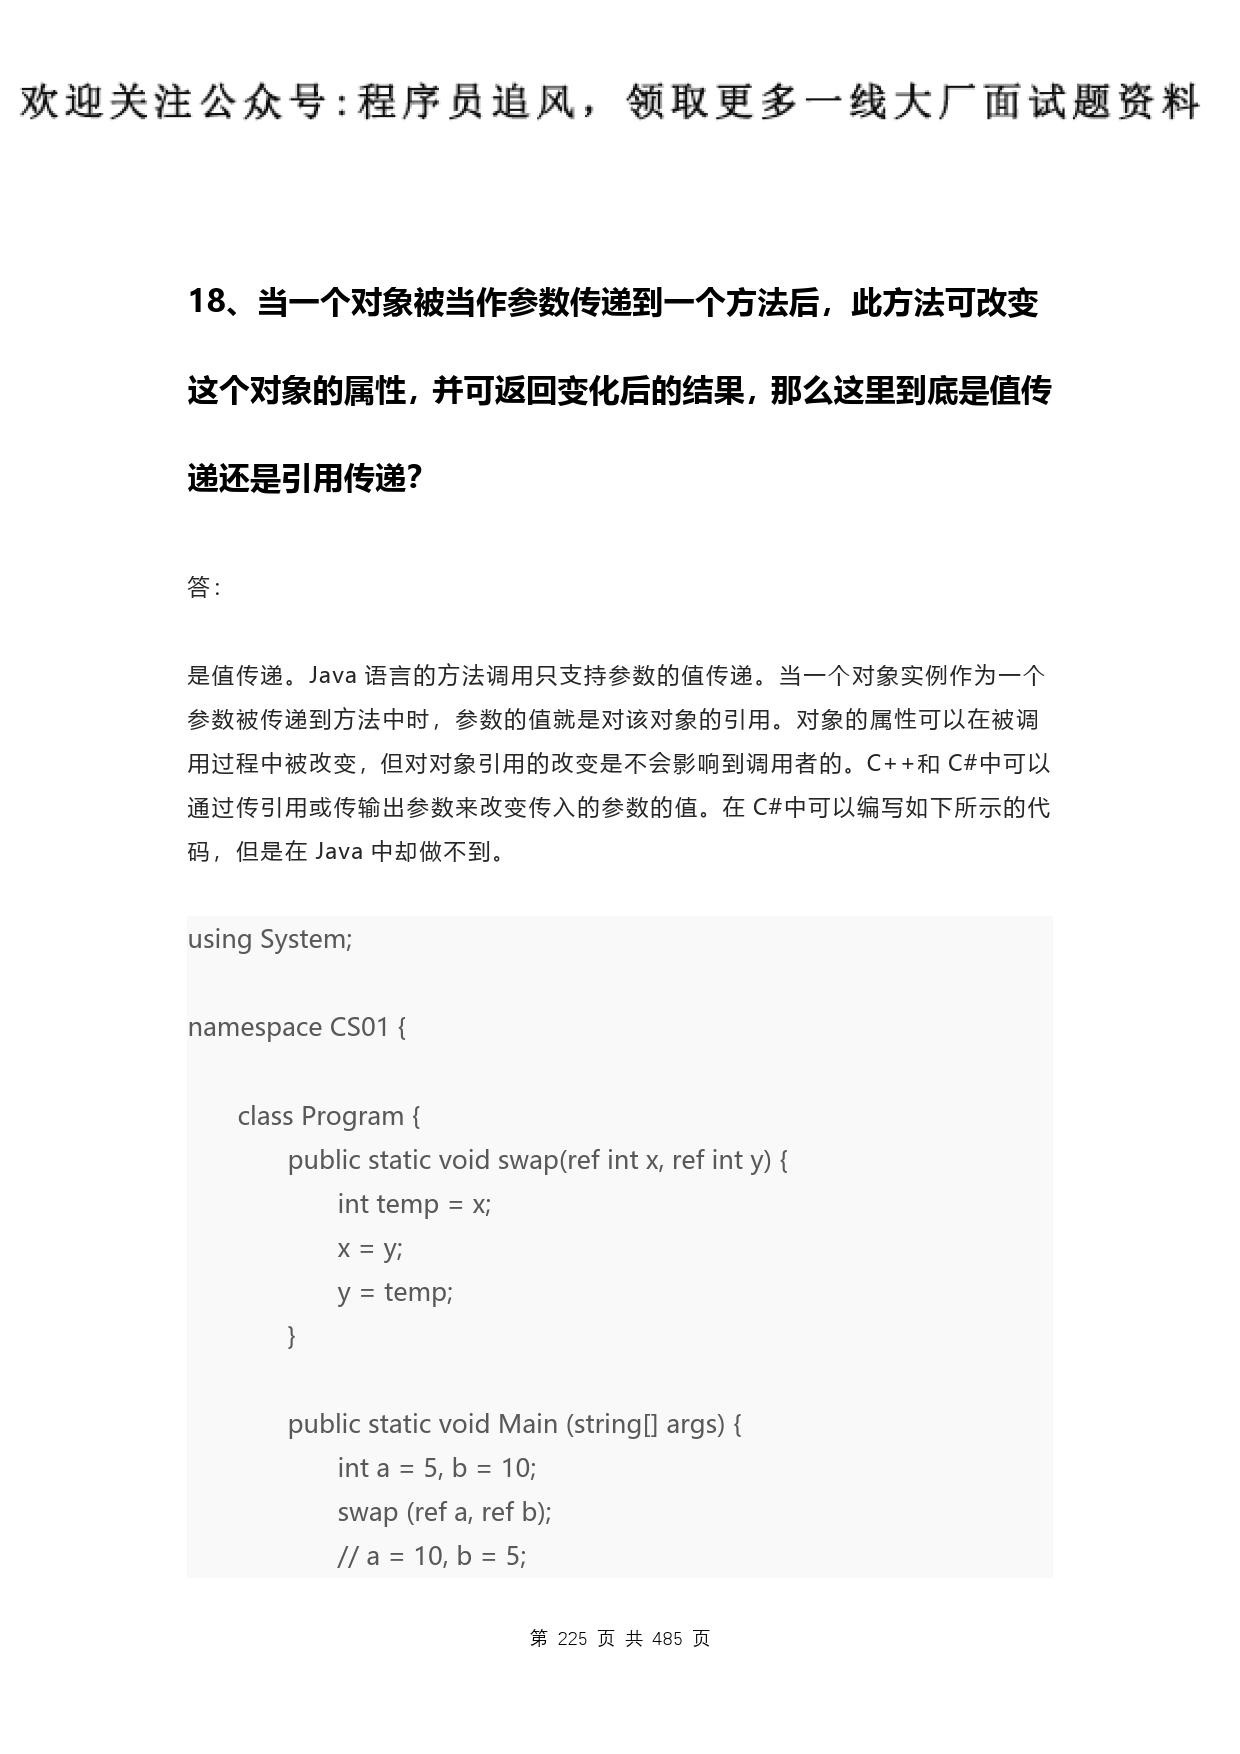 欢迎关注公众号:程序员追风，领取更多一线大厂面试题资料
18、当一个对象被当作参数传递到一个方法后，此方法可改变
这个对象的属性，并可返回变化后的结果，那么这里到底是值传
递还是引用传递？
答：
是值传递。Java 语言的方法调用只支持参数的值传递。当一个对象实例作为一个
参数被传递到方法中时，参数的值就是对该对象的引用。对象的属性可以在被调
用过程中被改变，但对对象引用的改变是不会影响到调用者的。C++和 C#中可以
通过传引用或传输出参数来改变传入的参数的值。在 C#中可以编写如下所示的代
码，但是在 Java 中却做不到。
using System;
namespace CS01 {
class Program {
public static void swap(ref int x, ref int y) {
int temp = x;
x = y;
y = temp;
}
public static void Main (string[] args) {
int a = 5, b = 10;
swap (ref a, ref b);
// a = 10, b = 5;
第 225 页 共 485 页